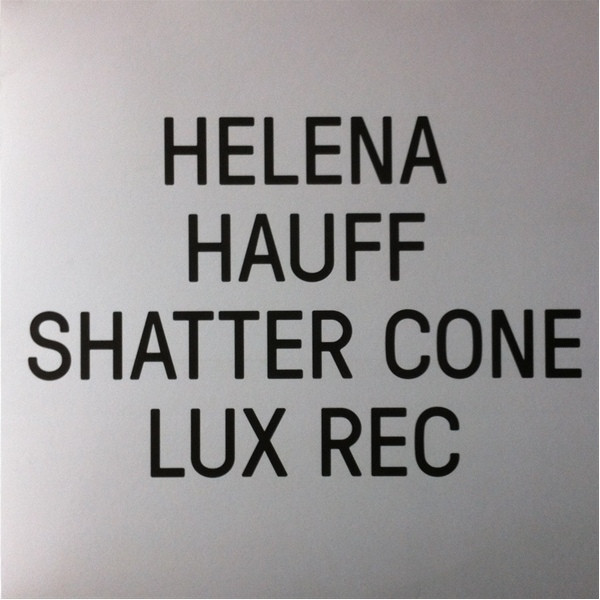 HELENA
HAUFF
SHATTER CONE
LUX REC